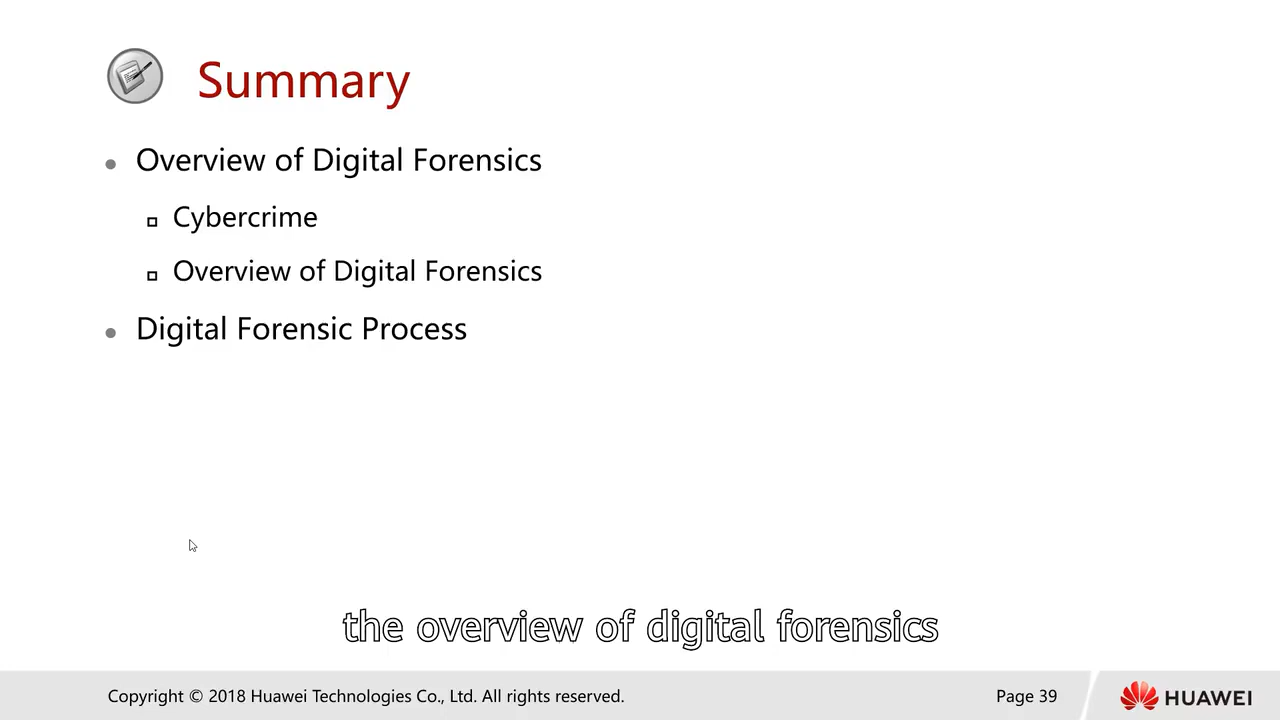 Summary
Overview of Digital Forensics
Cybercrime
Overview of Digital Forensics
Digital Forensic Process
the overview of digital forensics
Copyright © 2018 Huawei Technologies Co., Ltd. All rights reserved.
Page 39
HUAWEI